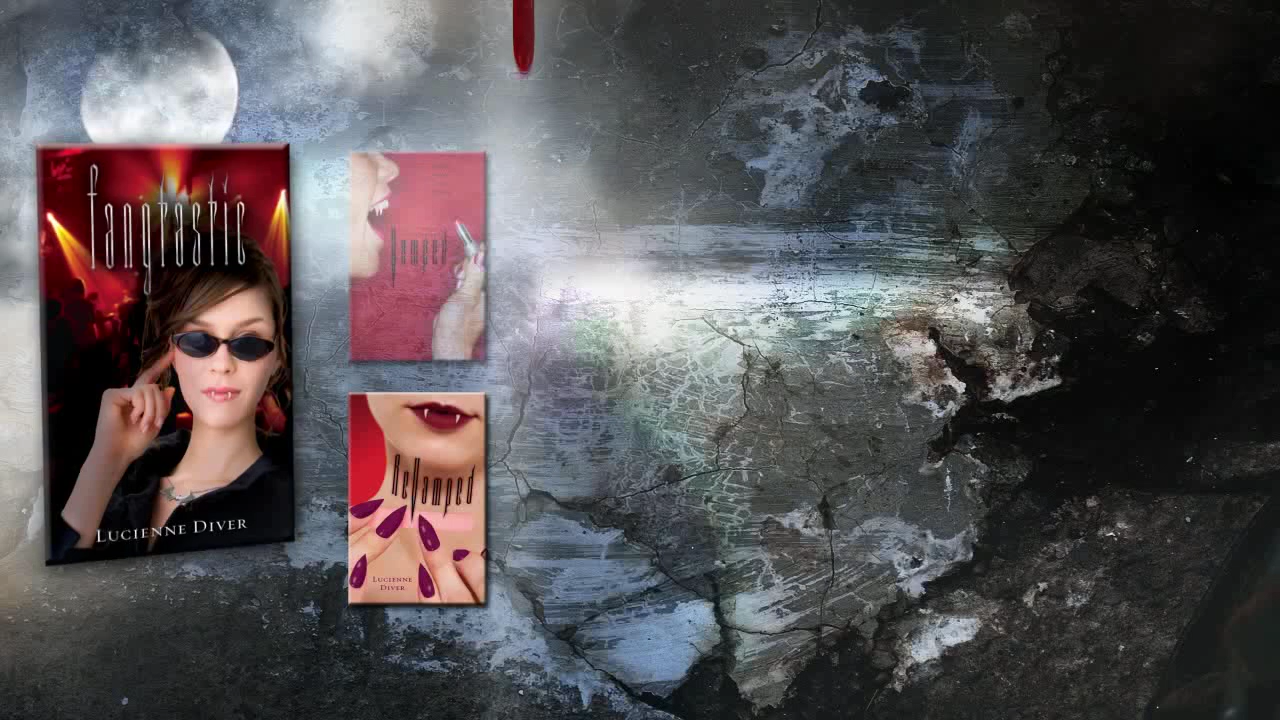 fangtastic
LUCIENNE DIVER
Vamped
ReVamped
LUCIENNE
DIVER